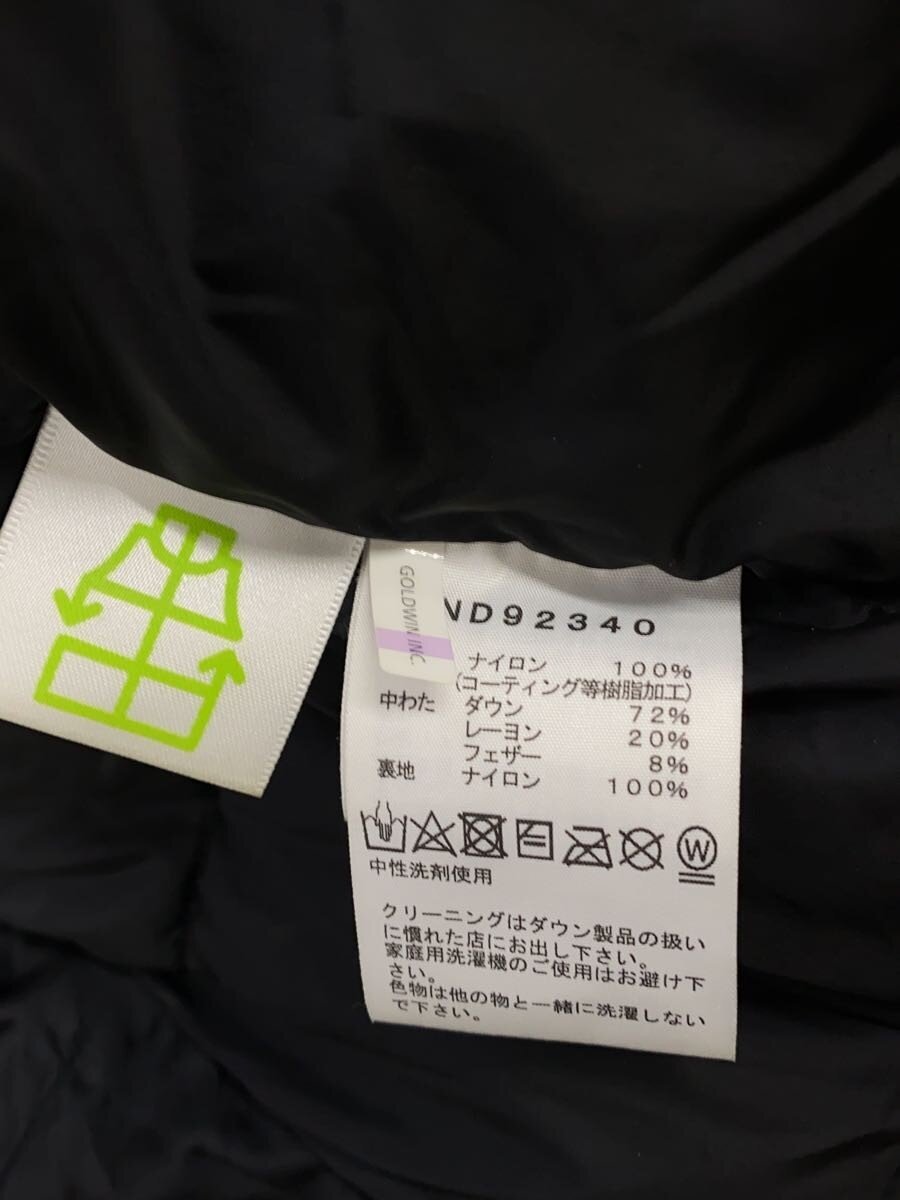 GOLDWIN INC.
ND92340
ナイロン 100%
(コーティング等樹脂加工)
中わた ダウン 72%
レーヨン 20%
フェザー 8%
裏地 ナイロン 100%
W
中性洗剤使用
クリーニングはダウン製品の扱い
に慣れた店にお出し下さい。
家庭用洗濯機のご使用はお避け下
さい。
色物は他の物と一緒に洗濯しない
で下さい。